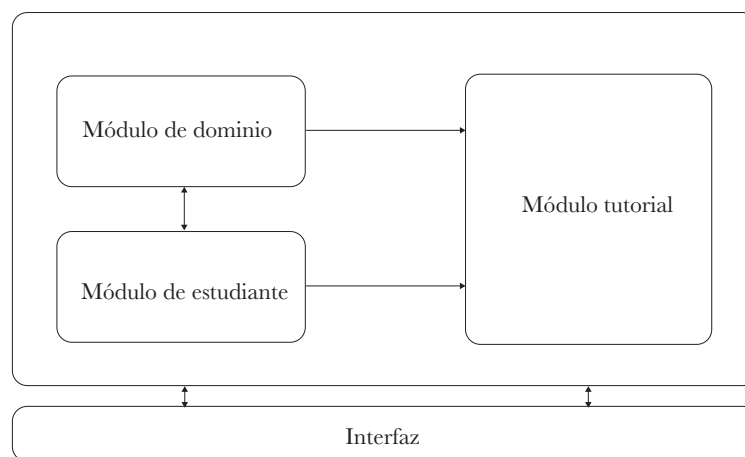 Módulo de dominio
Módulo tutorial
Módulo de estudiante
Interfaz